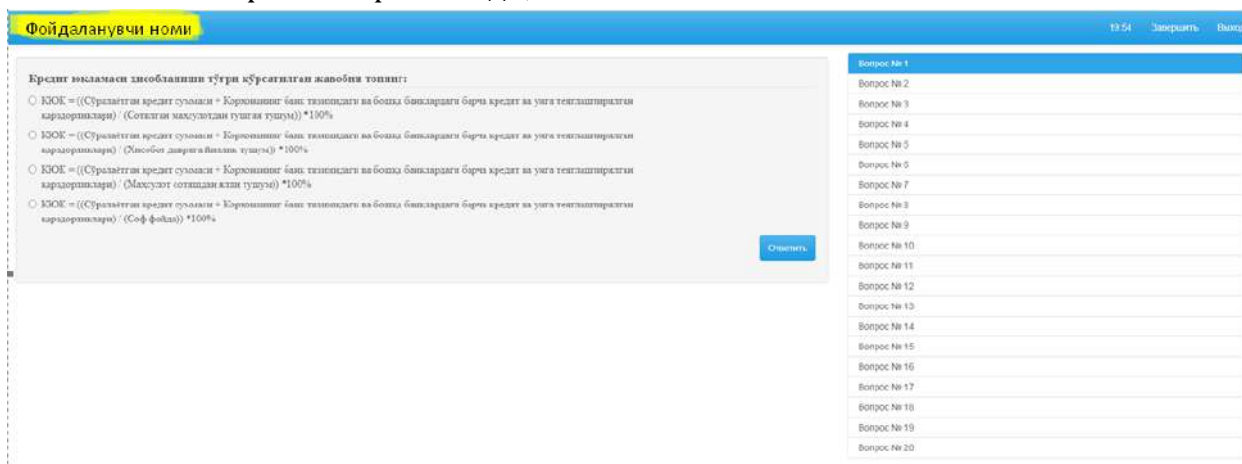 Фойдаланувчи номи
19:54 Завершить Выход
Кредит юкламаси ҳисобланиши тўғри кўрсатилган жавобни топинг:
КЮК = ((Сўралаётган кредит суммаси + Корхонанинг банк тизимидаги ва бошқа банклардаги барча кредит ва унга тенглаштирилган
қарздорликлари) / (Сотилган маҳсулотдан тушган тушум)) *100%
КЮК = ((Сўралаётган кредит суммаси + Корхонанинг банк тизимидаги ва бошқа банклардаги барча кредит ва унга тенглаштирилган
қарздорликлари) / (Ҳисобот даврига йиллик тушум)) *100%
КЮК = ((Сўралаётган кредит суммаси + Корхонанинг банк тизимидаги ва бошқа банклардаги барча кредит ва унга тенглаштирилган
қарздорликлари) / (Маҳсулот сотишдан ялпи тушум)) *100%
КЮК = ((Сўралаётган кредит суммаси + Корхонанинг банк тизимидаги ва бошқа банклардаги барча кредит ва унга тенглаштирилган
қарздорликлари) / (Соф фойда)) *100%
Ответить
Вопрос № 1
Вопрос № 2
Вопрос № 3
Вопрос № 4
Вопрос № 5
Вопрос № 6
Вопрос № 7
Вопрос № 8
Вопрос № 9
Вопрос № 10
Вопрос № 11
Вопрос № 12
Вопрос № 13
Вопрос № 14
Вопрос № 15
Вопрос № 16
Вопрос № 17
Вопрос № 18
Вопрос № 19
Вопрос № 20